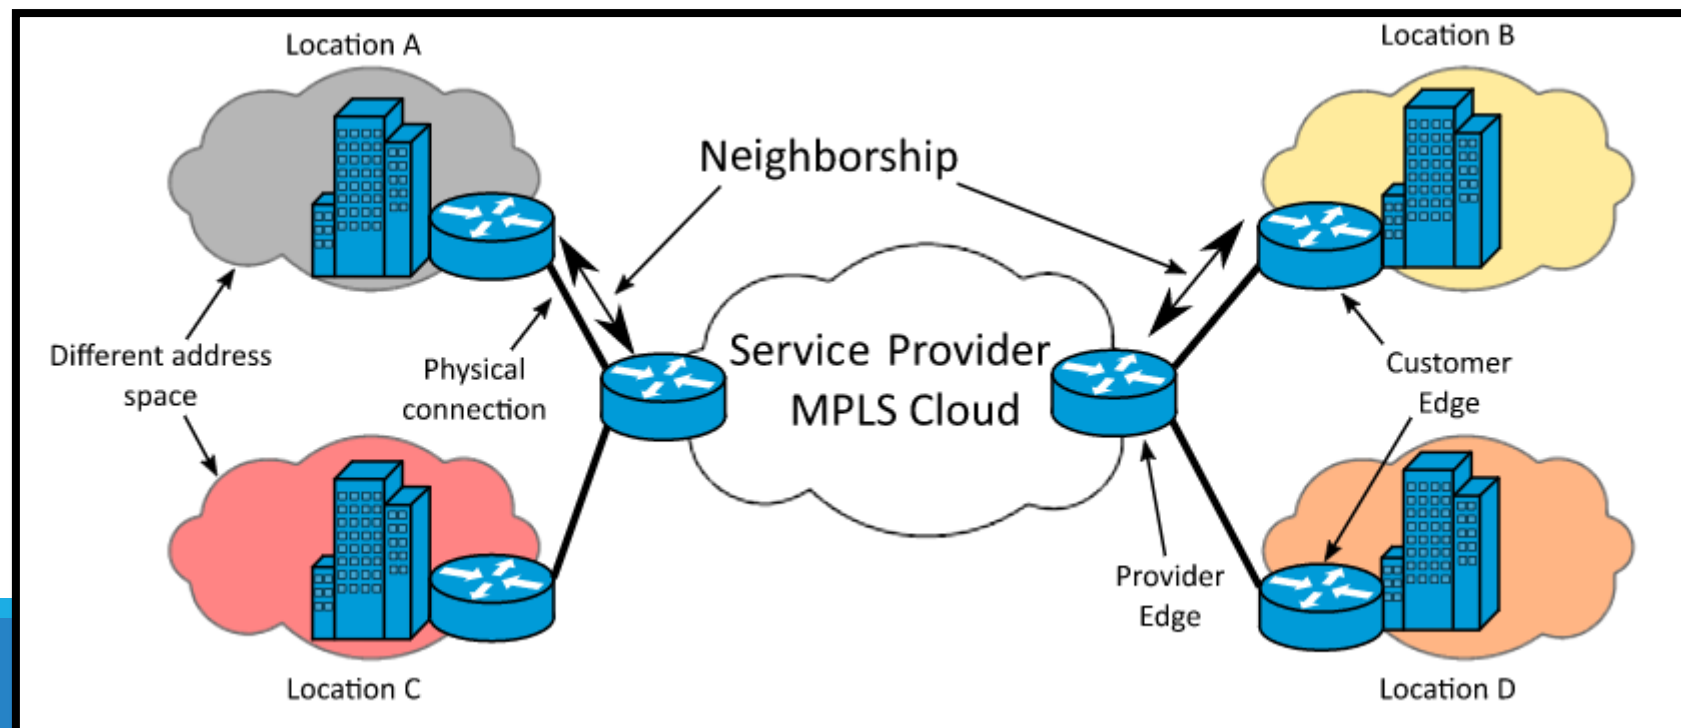 Location A
Location B
Neighborship
Different address
space
Physical
connection
Service Provider
MPLS Cloud
Customer
Edge
Provider
Edge
Location C
Location D